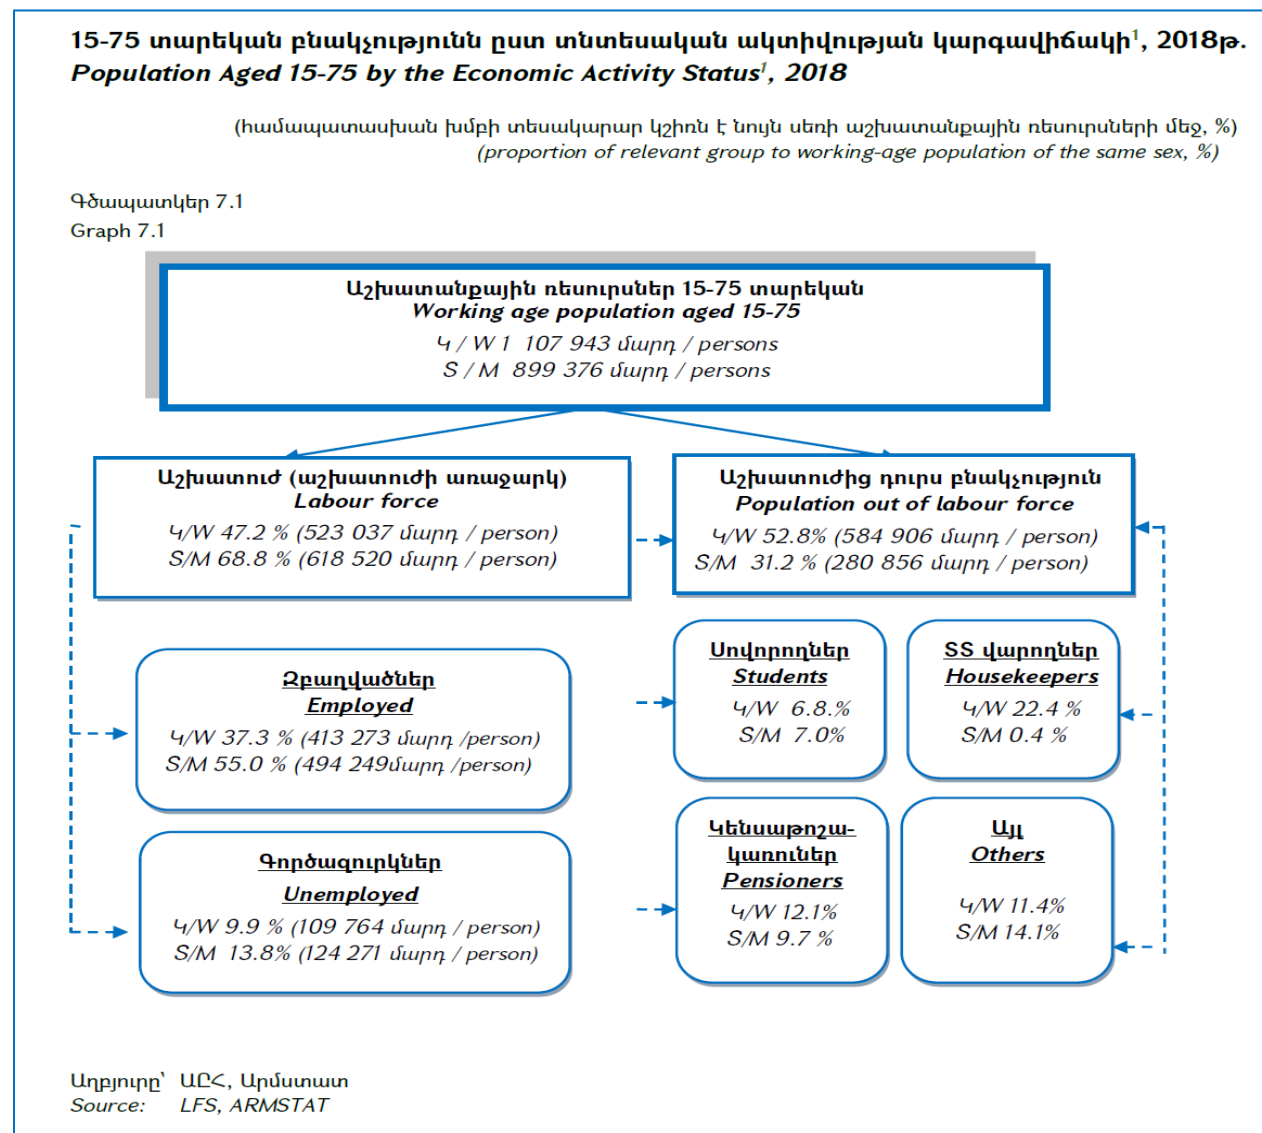 15-75 տարեկան բնակչությունն ըստ տնտեսական ակտիվության կարգավիճակի¹, 2018թ.
Population Aged 15-75 by the Economic Activity Status¹, 2018
(համապատասխան խմբի տեսակարար կշիռն է նույն սեռի աշխատանքային ռեսուրսների մեջ, %)
(proportion of relevant group to working-age population of the same sex, %)
Գծապատկեր 7.1
Graph 7.1
Աշխատանքային ռեսուրսներ 15-75 տարեկան
Working age population aged 15-75
Կ / W 1 107 943 մարդ / persons
Տ / M 899 376 մարդ / persons
Աշխատուժ (աշխատուժի առաջարկ)
Labour force
Կ/W 47.2 % (523 037 մարդ / person)
Տ/M 68.8 % (618 520 մարդ / person)
Աշխատուժից դուրս բնակչություն
Population out of labour force
Կ/W 52.8% (584 906 մարդ / person)
Տ/M 31.2 % (280 856 մարդ / person)
Զբաղվածներ
Employed
Կ/W 37.3 % (413 273 մարդ /person)
Տ/M 55.0 % (494 249մարդ /person)
Սովորողներ
Students
Կ/W 6.8.%
Տ/M 7.0%
ՏՏ վարողներ
Housekeepers
Կ/W 22.4 %
Տ/M 0.4 %
Գործազուրկներ
Unemployed
Կ/W 9.9 % (109 764 մարդ / person)
Տ/M 13.8% (124 271 մարդ / person)
Կենսաթոշա-
կառուներ
Pensioners
Կ/W 12.1%
Տ/M 9.7 %
Այլ
Others
Կ/W 11.4%
Տ/M 14.1%
Աղբյուրը՝ ԱԸՀ, Արմստատ
Source: LFS, ARMSTAT